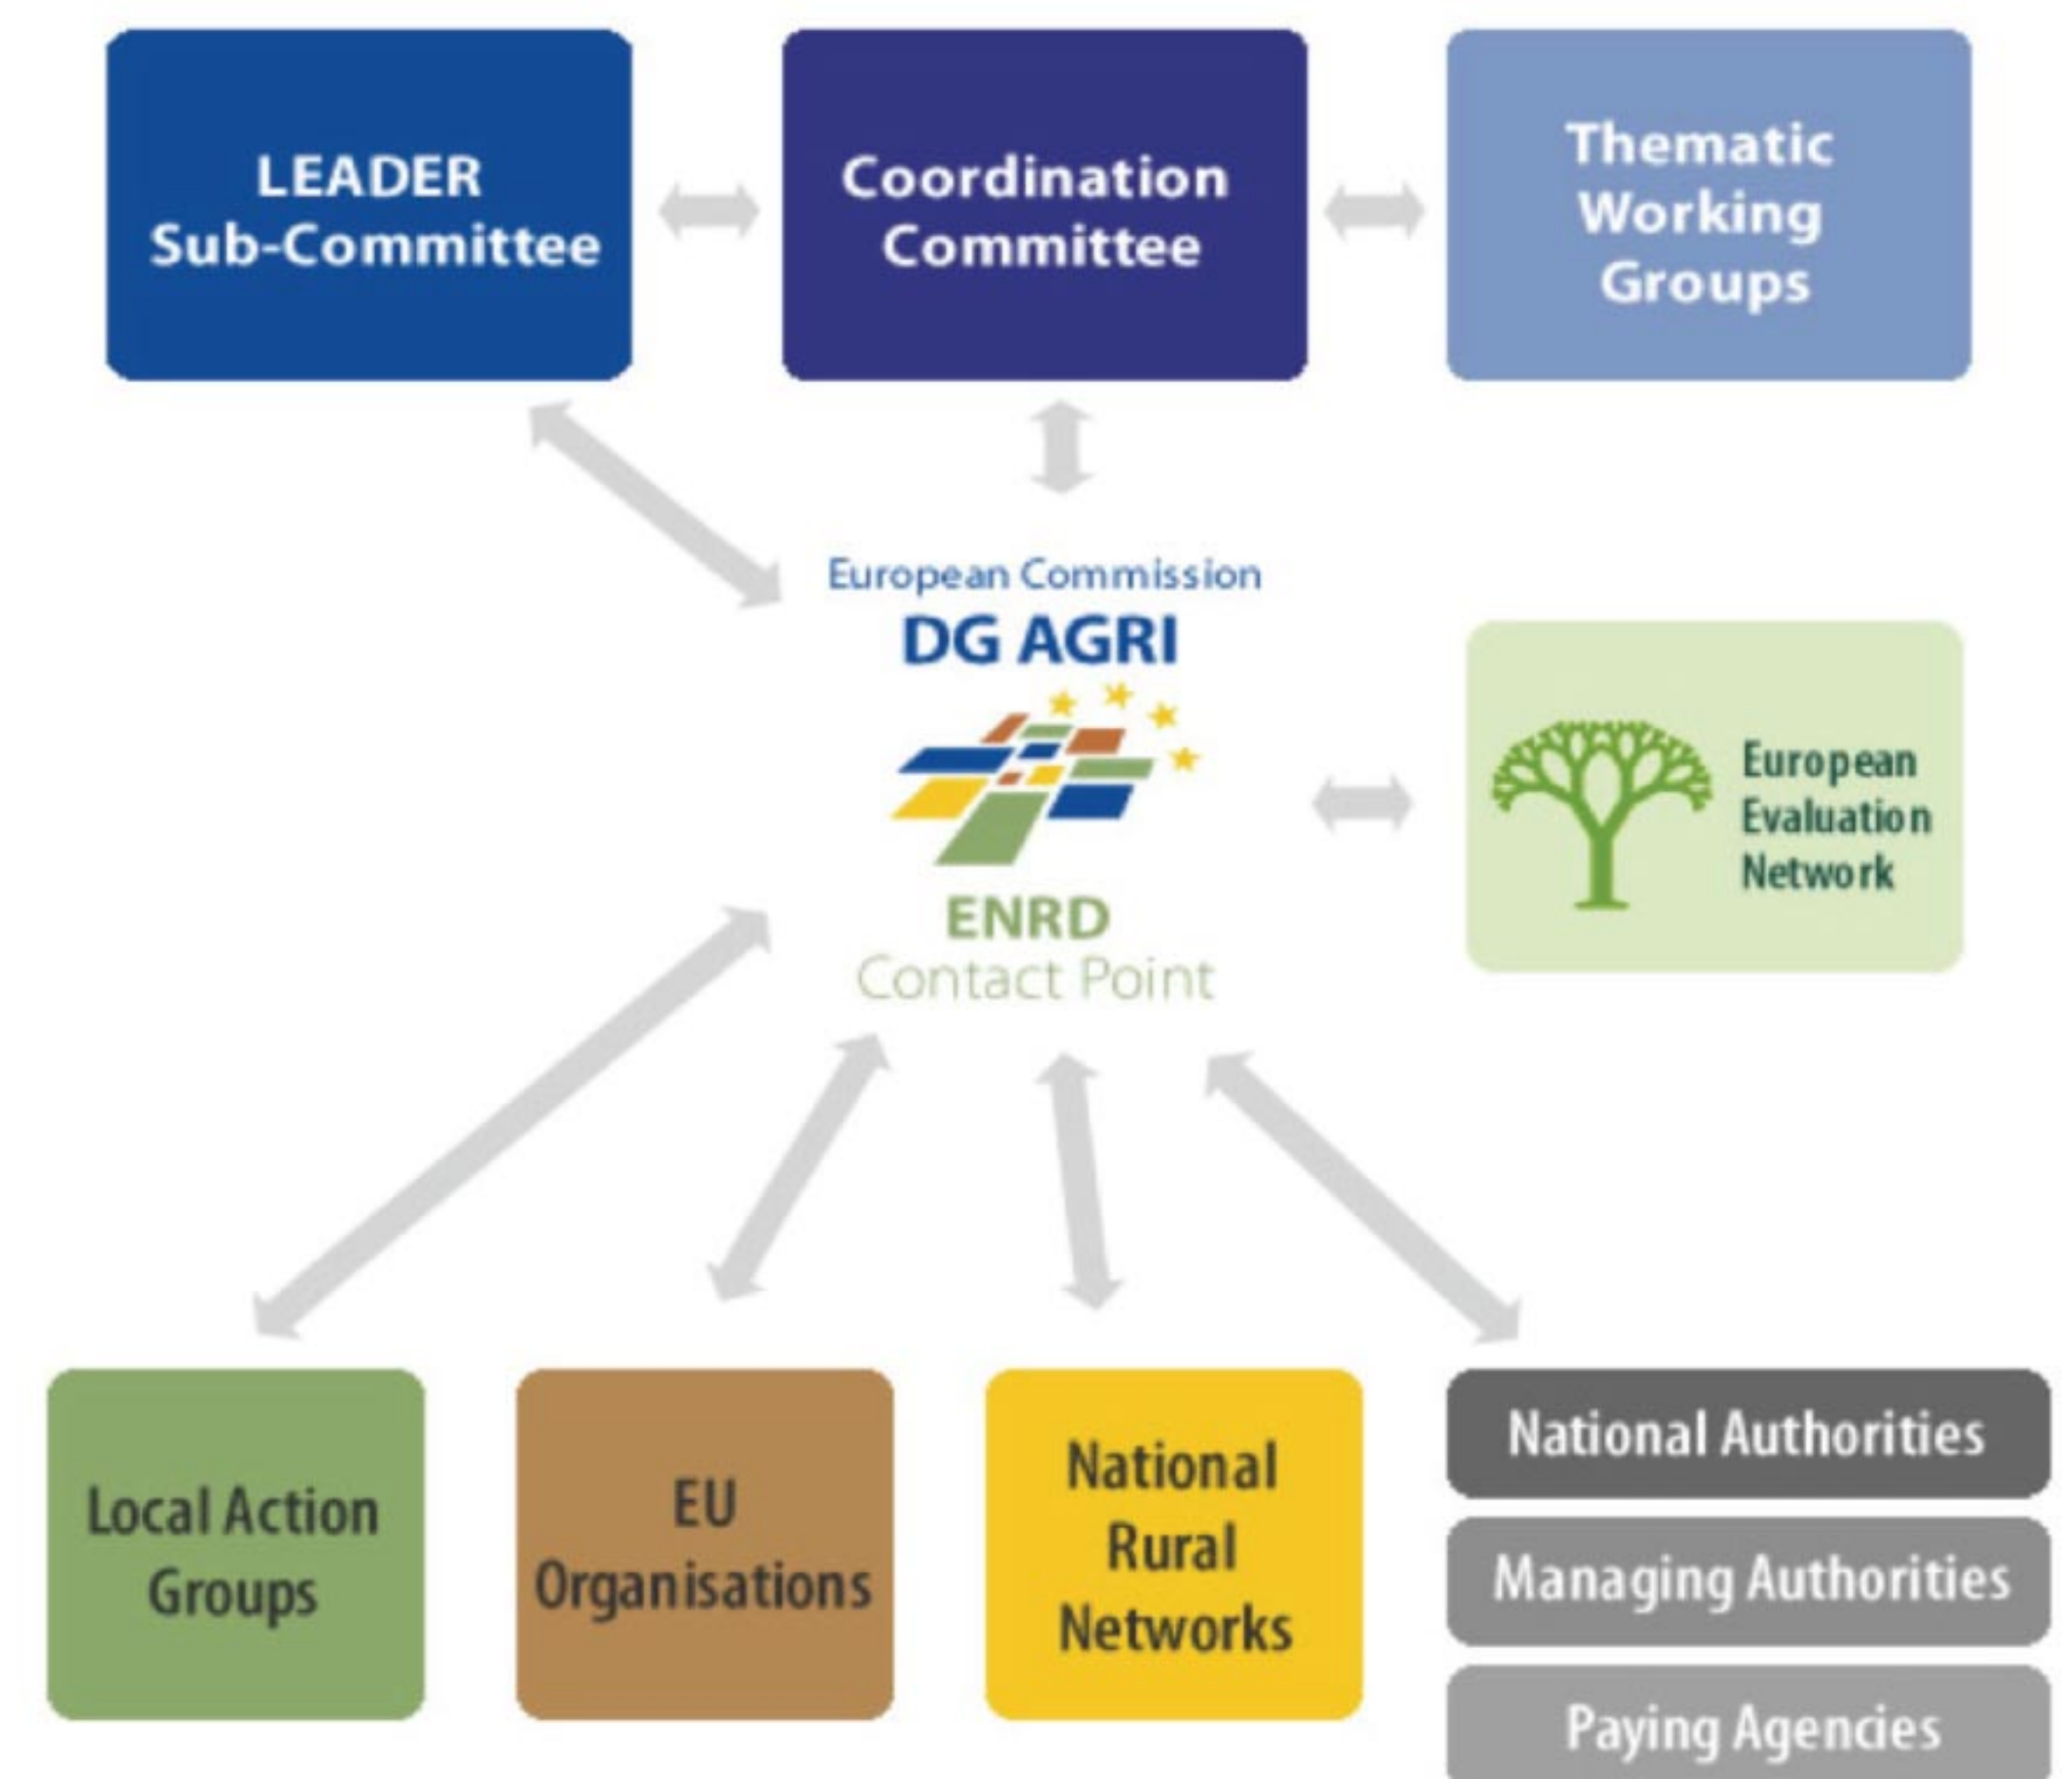 LEADER
Sub-Committee
Coordination
Committee
Thematic
Working
Groups
European Commission
DG AGRI
ENRD
Contact Point
European
Evaluation
Network
Local Action
Groups
EU
Organisations
National
Rural
Networks
National Authorities
Managing Authorities
Paying Agencies